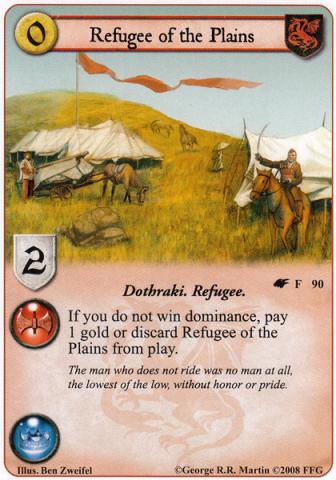 0
Refugee of the Plains
2
F 90
Dothraki. Refugee.
If you do not win dominance, pay
1 gold or discard Refugee of the
Plains from play.
The man who does not ride was no man at all,
the lowest of the low, without honor or pride.
Illus. Ben Zweifel
©George R.R. Martin ©2008 FFG